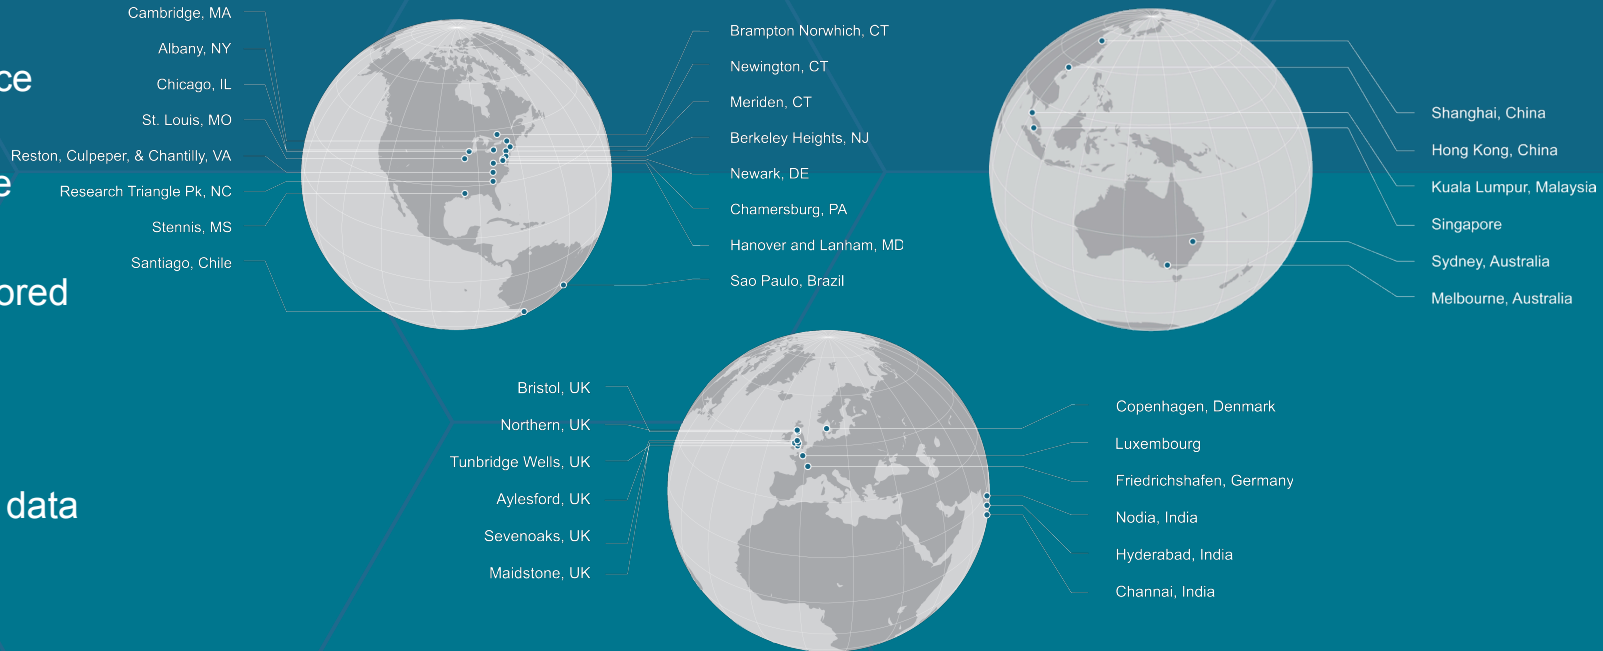 ce
e
ored
data
Cambridge, MA
Albany, NY
Chicago, IL
St. Louis, MO
Reston, Culpeper, & Chantilly, VA
Research Triangle Pk, NC
Stennis, MS
Santiago, Chile
Brampton Norwhich, CT
Newington, CT
Meriden, CT
Berkeley Heights, NJ
Newark, DE
Chamersburg, PA
Hanover and Lanham, MD
Sao Paulo, Brazil
Shanghai, China
Hong Kong, China
Kuala Lumpur, Malaysia
Singapore
Sydney, Australia
Melbourne, Australia
Bristol, UK
Northern, UK
Tunbridge Wells, UK
Aylesford, UK
Sevenoaks, UK
Maidstone, UK
Copenhagen, Denmark
Luxembourg
Friedrichshafen, Germany
Nodia, India
Hyderabad, India
Channai, India